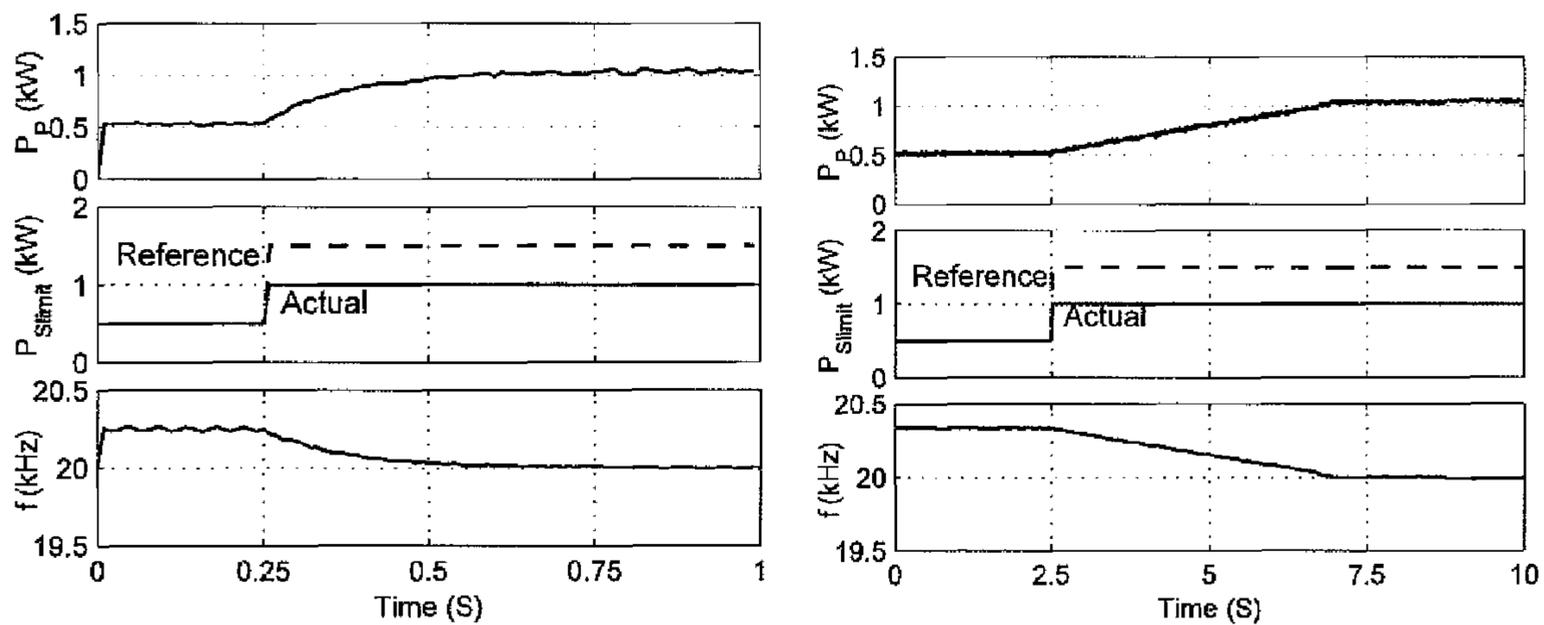 1.5
1
0.5
0
P_P (kW)
2
1
0
P_Slimit (kW)
Reference
Actual
20.5
20
19.5
f (kHz)
0 0.25 0.5 0.75 1
Time (S)
1.5
1
0.5
0
P_P (kW)
2
1
0
P_Slimit (kW)
Reference
Actual
20.5
20
19.5
f (kHz)
0 2.5 5 7.5 10
Time (S)